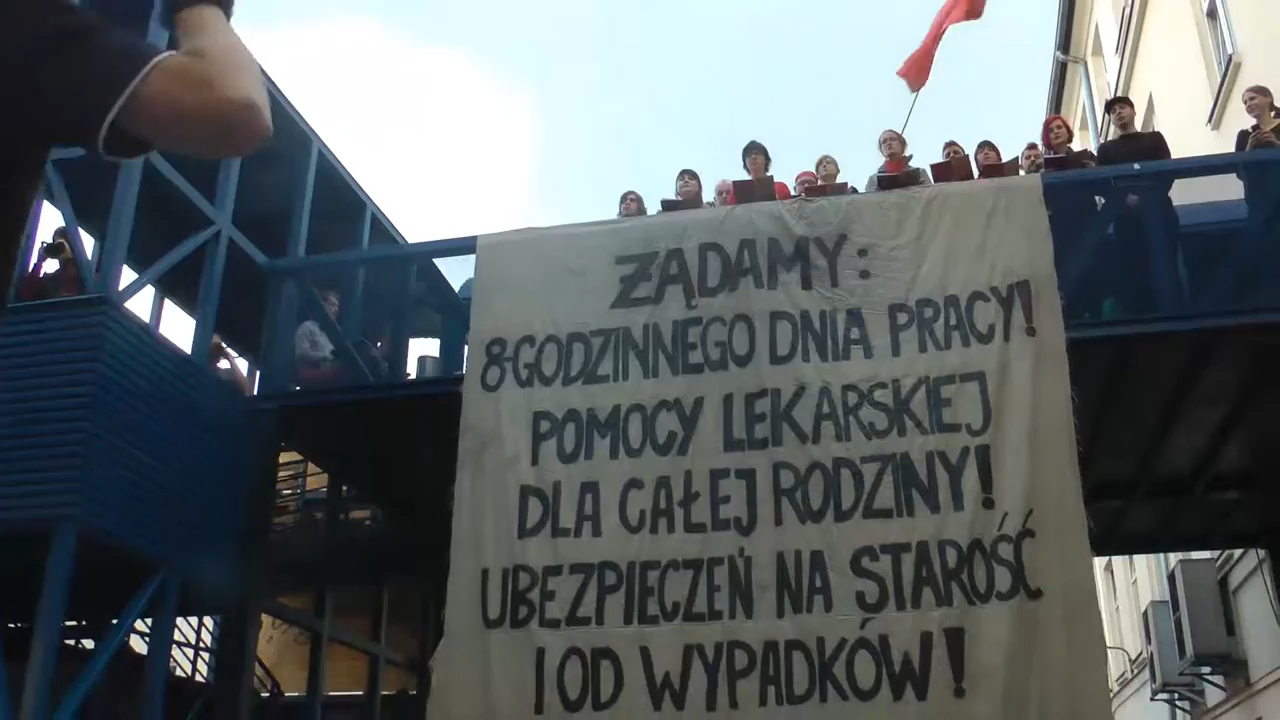 ŻĄDAMY:
8-GODZINNEGO DNIA PRACY!
POMOCY LEKARSKIEJ
DLA CAŁEJ RODZINY!
UBEZPIECZEŃ NA STAROŚĆ
I OD WYPADKÓW!